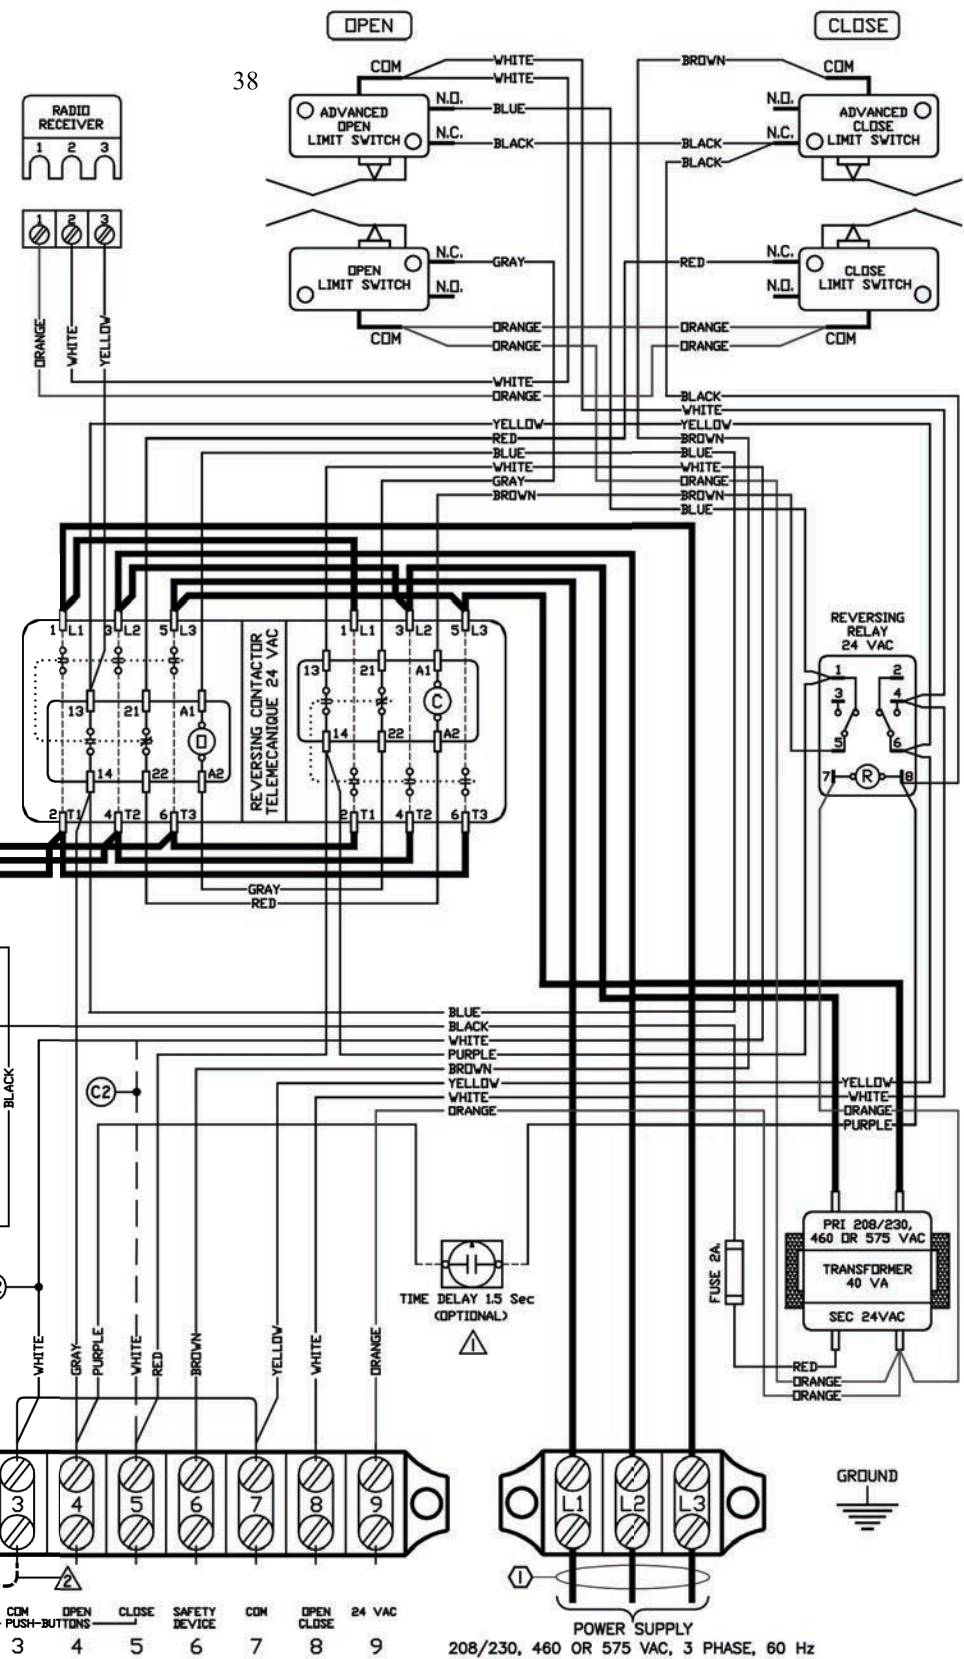 OPEN
CLOSE
38
COM
WHITE
WHITE
BROWN
COM
RADIO
RECEIVER
1 2 3
ADVANCED
OPEN
LIMIT SWITCH
N.O.
BLUE
N.C.
BLACK
BLACK
BLACK
N.O.
N.C.
ADVANCED
CLOSE
LIMIT SWITCH
1 2 3
OPEN
LIMIT SWITCH
N.C.
GRAY
N.O.
RED
N.C.
N.O.
CLOSE
LIMIT SWITCH
COM
ORANGE
ORANGE
ORANGE
ORANGE
COM
ORANGE
WHITE
YELLOW
WHITE
ORANGE
YELLOW
RED
BLUE
WHITE
GRAY
BROWN
BLACK
WHITE
YELLOW
BROWN
BLUE
WHITE
ORANGE
BROWN
BLUE
1 L1 3 L2 5 L3
1 L1 3 L2 5 L3
13 21 A1
13 21 A1
C
O
14 22 A2
14 22 A2
2 T1 4 T2 6 T3
2 T1 4 T2 6 T3
REVERSING CONTACTOR
TELEMECANIQUE 24 VAC
REVERSING
RELAY
24 VAC
1 2
3 4
5 6
7 R 8
GRAY
RED
BLACK
BLUE
BLACK
WHITE
PURPLE
BROWN
YELLOW
WHITE
ORANGE
C2
YELLOW
WHITE
ORANGE
PURPLE
TIME DELAY 1.5 Sec
(OPTIONAL)
1
FUSE 2A.
PRI 208/230,
460 OR 575 VAC
TRANSFORMER
40 VA
SEC 24VAC
RED
ORANGE
ORANGE
WHITE
GRAY
PURPLE
WHITE
RED
BROWN
YELLOW
WHITE
ORANGE
3 4 5 6 7 8 9
L1 L2 L3
GROUND
2
1
COM OPEN CLOSE SAFETY DEVICE COM OPEN CLOSE 24 VAC
PUSH-BUTTONS
3 4 5 6 7 8 9
POWER SUPPLY
208/230, 460 OR 575 VAC, 3 PHASE, 60 Hz